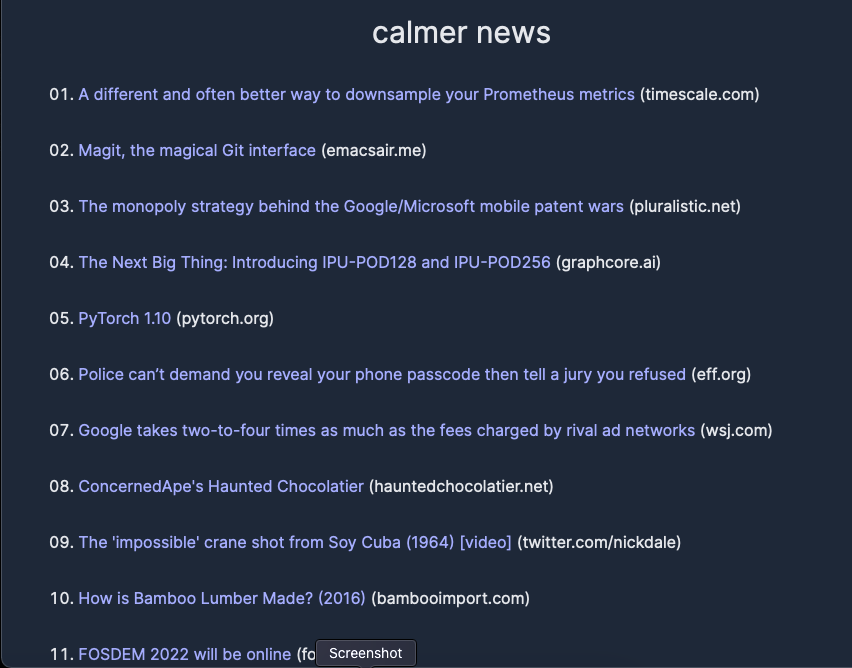 calmer news
01. A different and often better way to downsample your Prometheus metrics (timescale.com)
02. Magit, the magical Git interface (emacsair.me)
03. The monopoly strategy behind the Google/Microsoft mobile patent wars (pluralistic.net)
04. The Next Big Thing: Introducing IPU-POD128 and IPU-POD256 (graphcore.ai)
05. PyTorch 1.10 (pytorch.org)
06. Police can’t demand you reveal your phone passcode then tell a jury you refused (eff.org)
07. Google takes two-to-four times as much as the fees charged by rival ad networks (wsj.com)
08. ConcernedApe's Haunted Chocolatier (hauntedchocolatier.net)
09. The 'impossible' crane shot from Soy Cuba (1964) [video] (twitter.com/nickdale)
10. How is Bamboo Lumber Made? (2016) (bambooimport.com)
11. FOSDEM 2022 will be online (fo
Screenshot